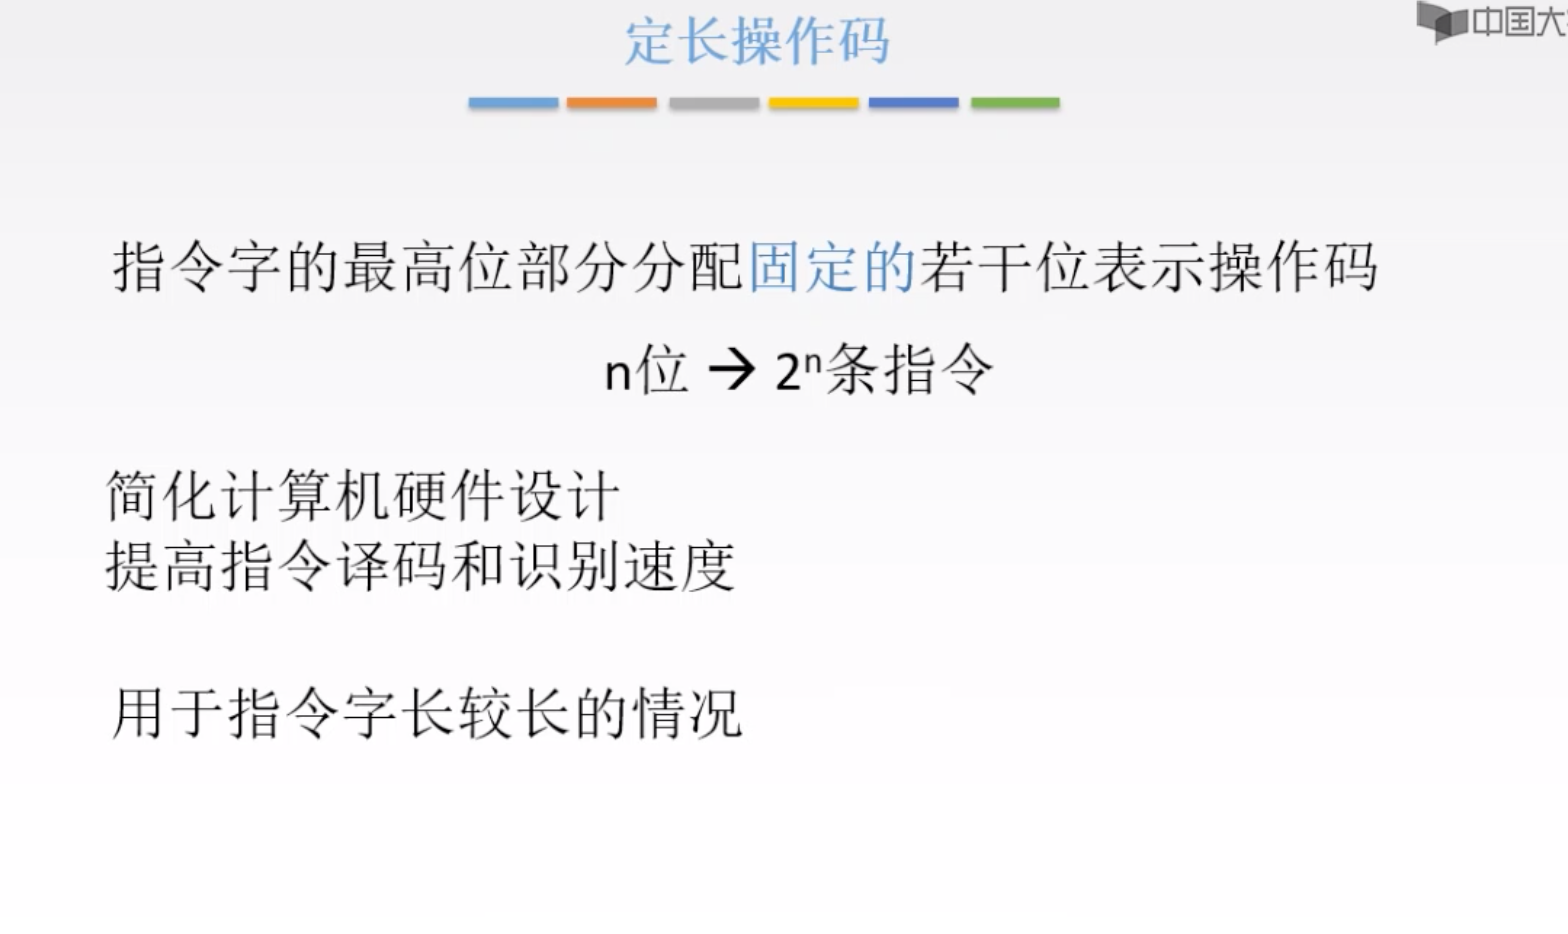 定长操作码
中国大
指令字的最高位部分分配固定的若干位表示操作码
n位 → 2ⁿ条指令
简化计算机硬件设计
提高指令译码和识别速度
用于指令字长较长的情况